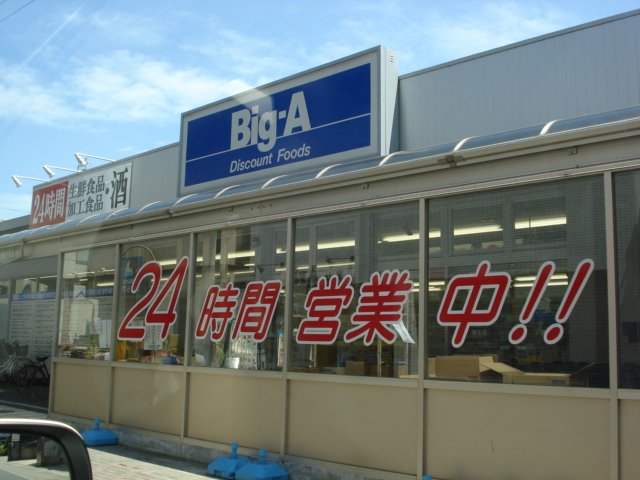 Big-A
Discount Foods
24時間
生鮮食品
加工食品・酒
24時間営業中!!